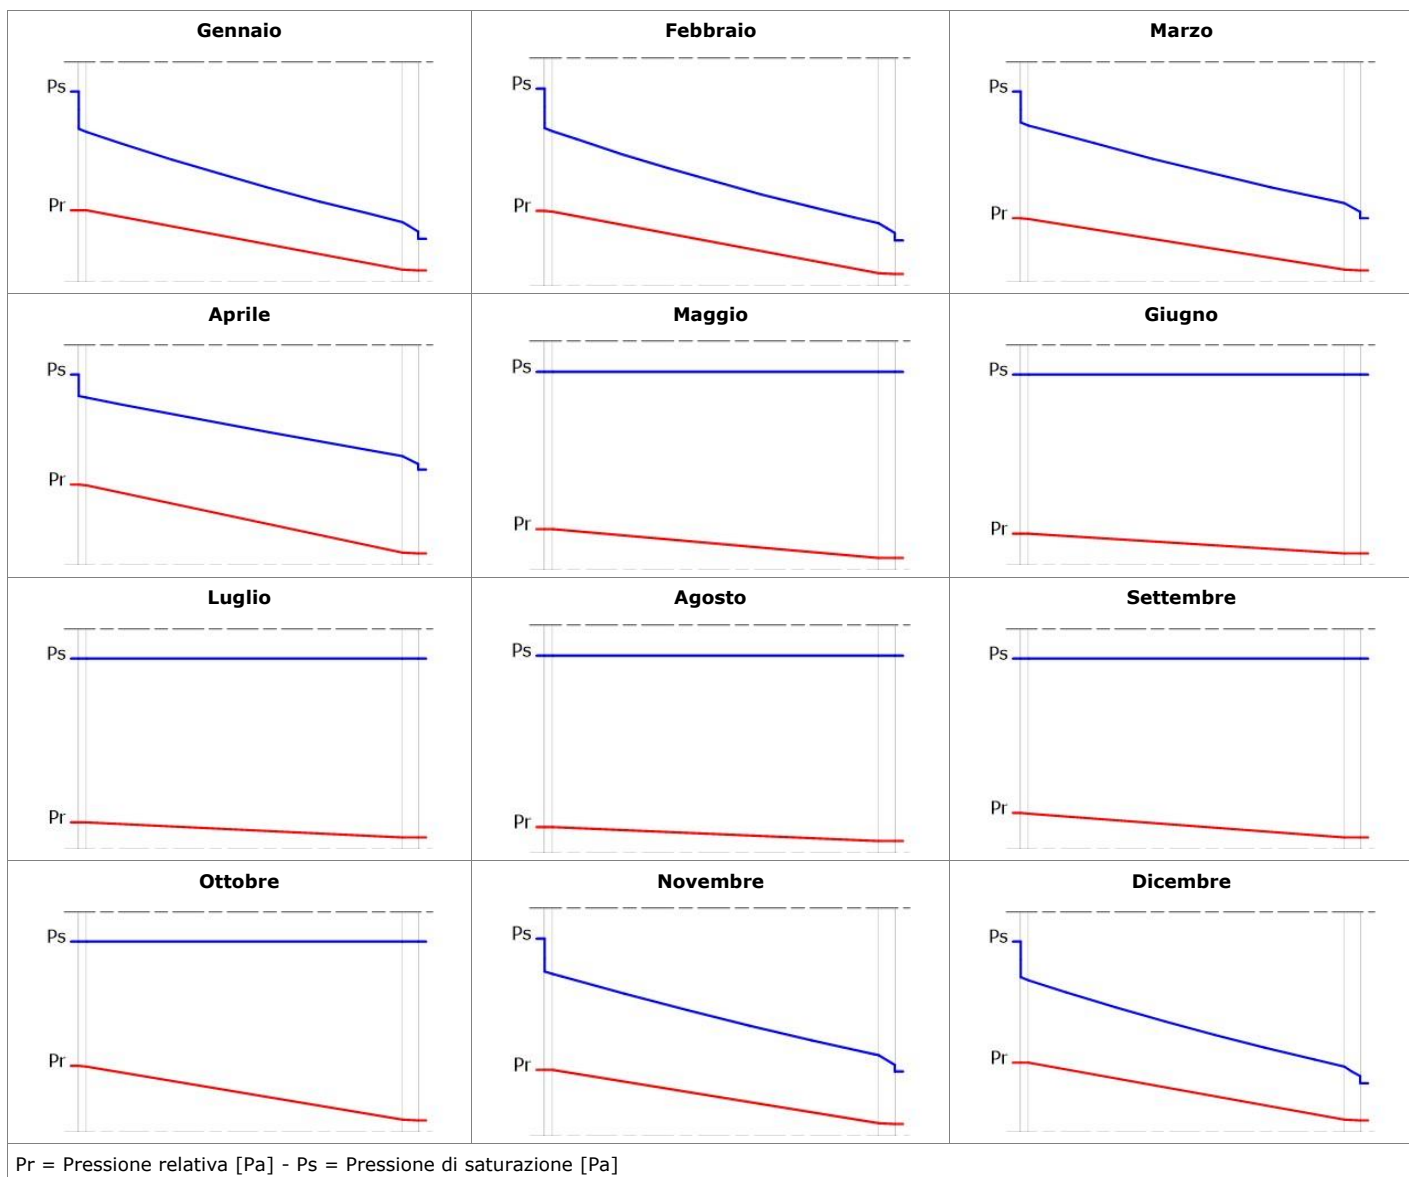 Gennaio
Febbraio
Marzo
Ps
Pr
Ps
Pr
Ps
Pr
Aprile
Maggio
Giugno
Ps
Pr
Ps
Pr
Ps
Pr
Luglio
Agosto
Settembre
Ps
Pr
Ps
Pr
Ps
Pr
Ottobre
Novembre
Dicembre
Ps
Pr
Ps
Pr
Ps
Pr
Pr = Pressione relativa [Pa] - Ps = Pressione di saturazione [Pa]